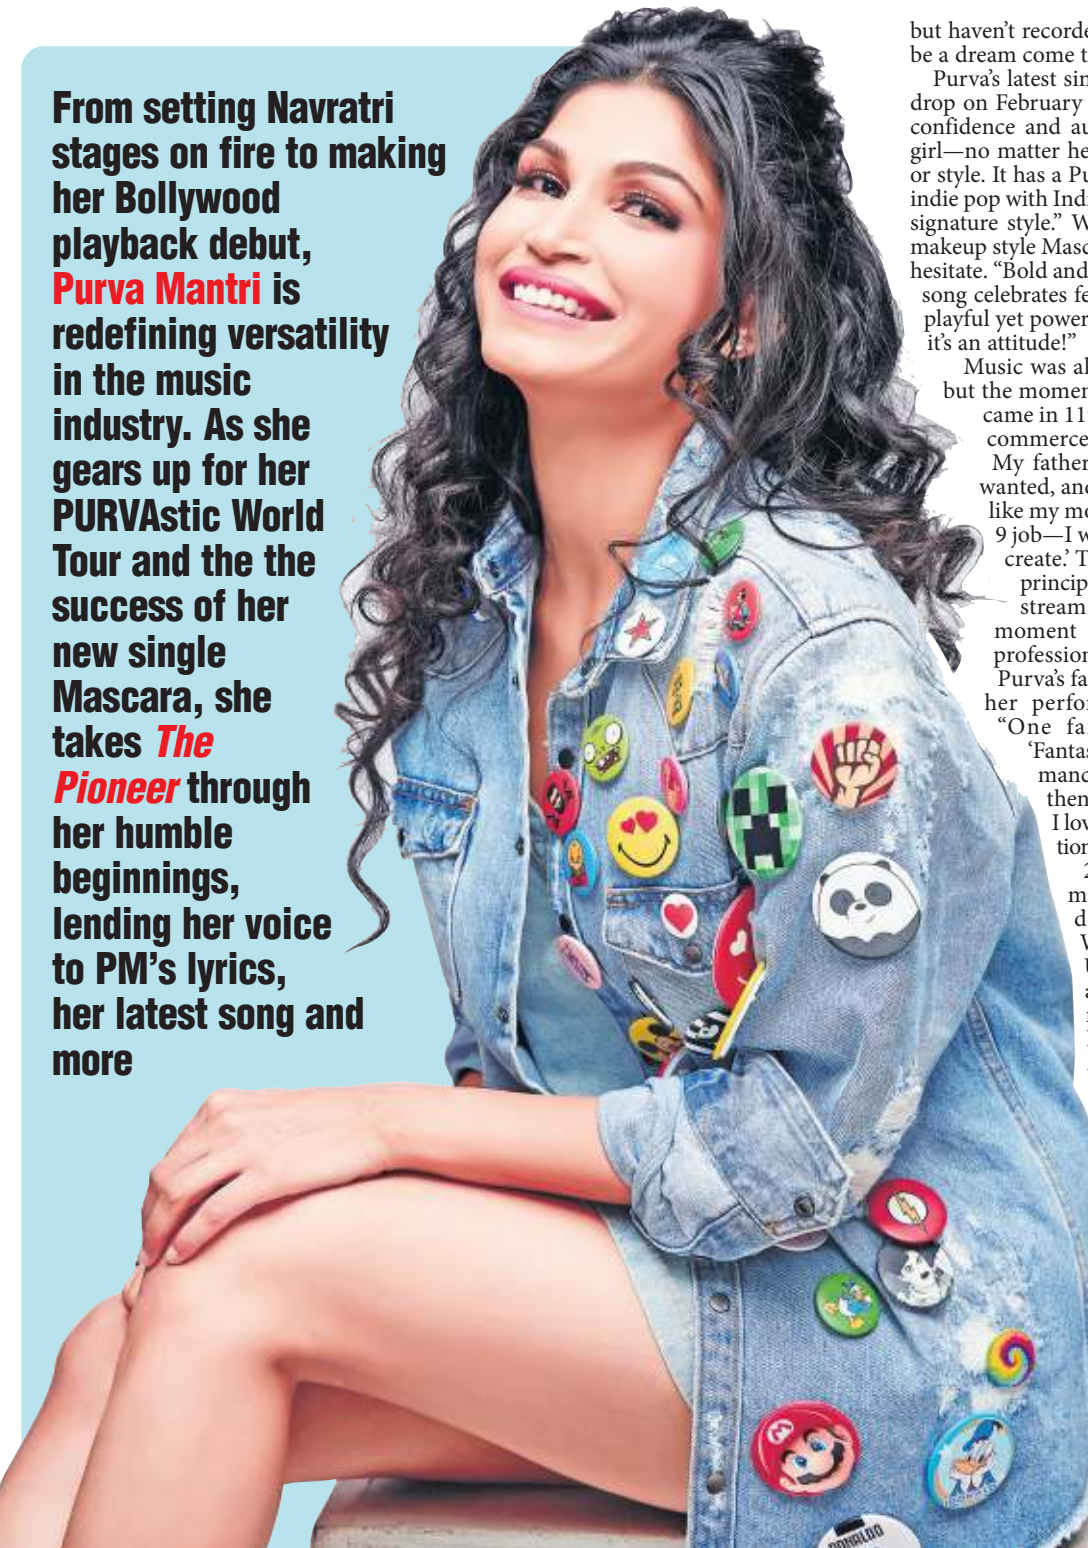 From setting Navratri
stages on fire to making
her Bollywood
playback debut,
Purva Mantri is
redefining versatility
in the music
industry. As she
gears up for her
PURVAstic World
Tour and the the
success of her
new single
Mascara, she
takes The
Pioneer through
her humble
beginnings,
lending her voice
to PM’s lyrics,
her latest song and
more
but haven’t recorde
be a dream come t
Purva’s latest sin
drop on February
confidence and au
girl—no matter he
or style. It has a Pu
indie pop with Indi
signature style.” W
makeup style Masc
hesitate. “Bold and
song celebrates fe
playful yet power
it’s an attitude!”
Music was al
but the momen
came in 11
commerce
My father
wanted, and
like my mo
9 job—I w
create.’ T
princip
stream
moment
profession
Purva’s fa
her perfor
“One fa
‘Fantas
manc
then
I lov
tion
2
ma
d
W
M
RONALDO